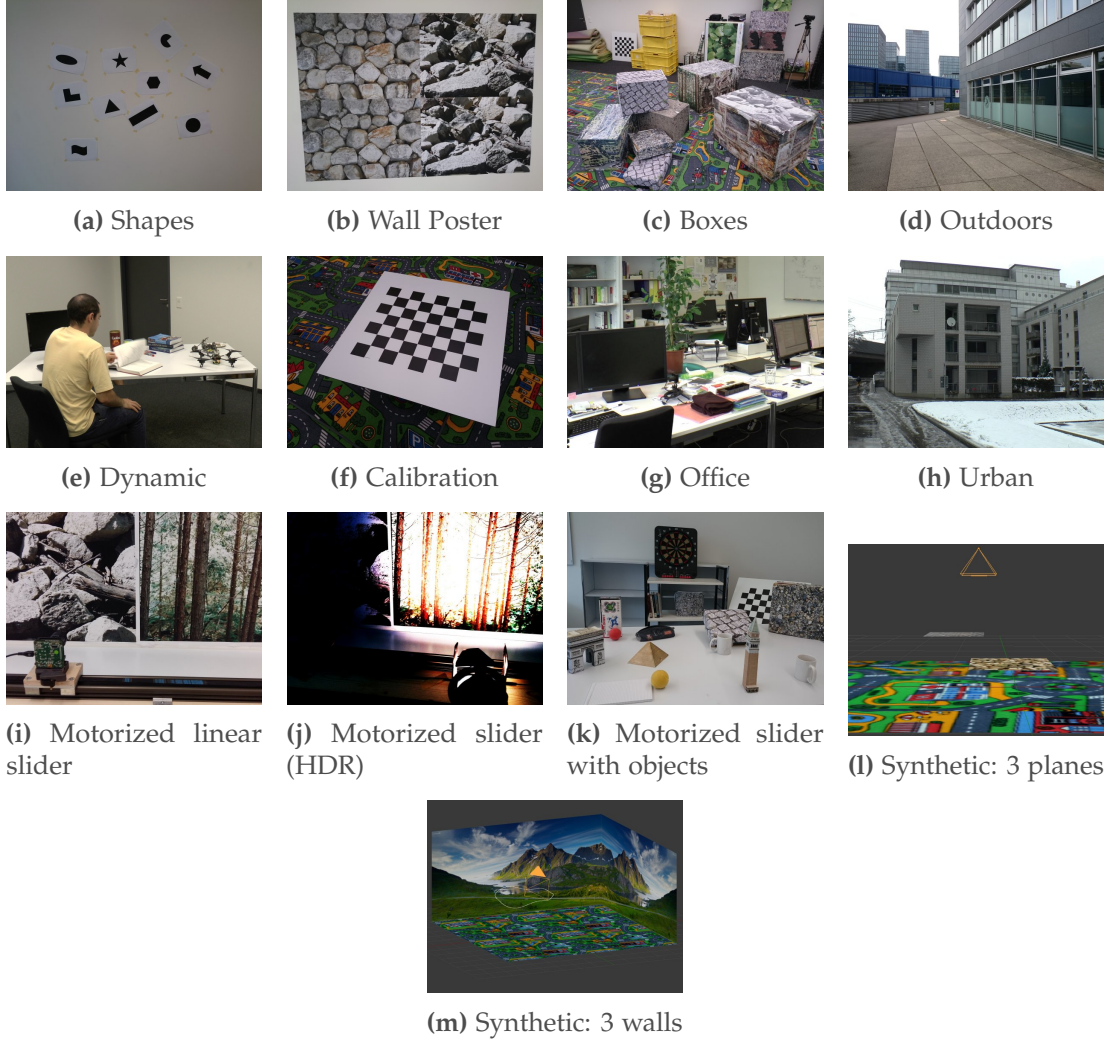 (a) Shapes
(b) Wall Poster
(c) Boxes
(d) Outdoors
(e) Dynamic
(f) Calibration
(g) Office
(h) Urban
(i) Motorized linear
slider
(j) Motorized slider
(HDR)
(k) Motorized slider
with objects
(l) Synthetic: 3 planes
(m) Synthetic: 3 walls